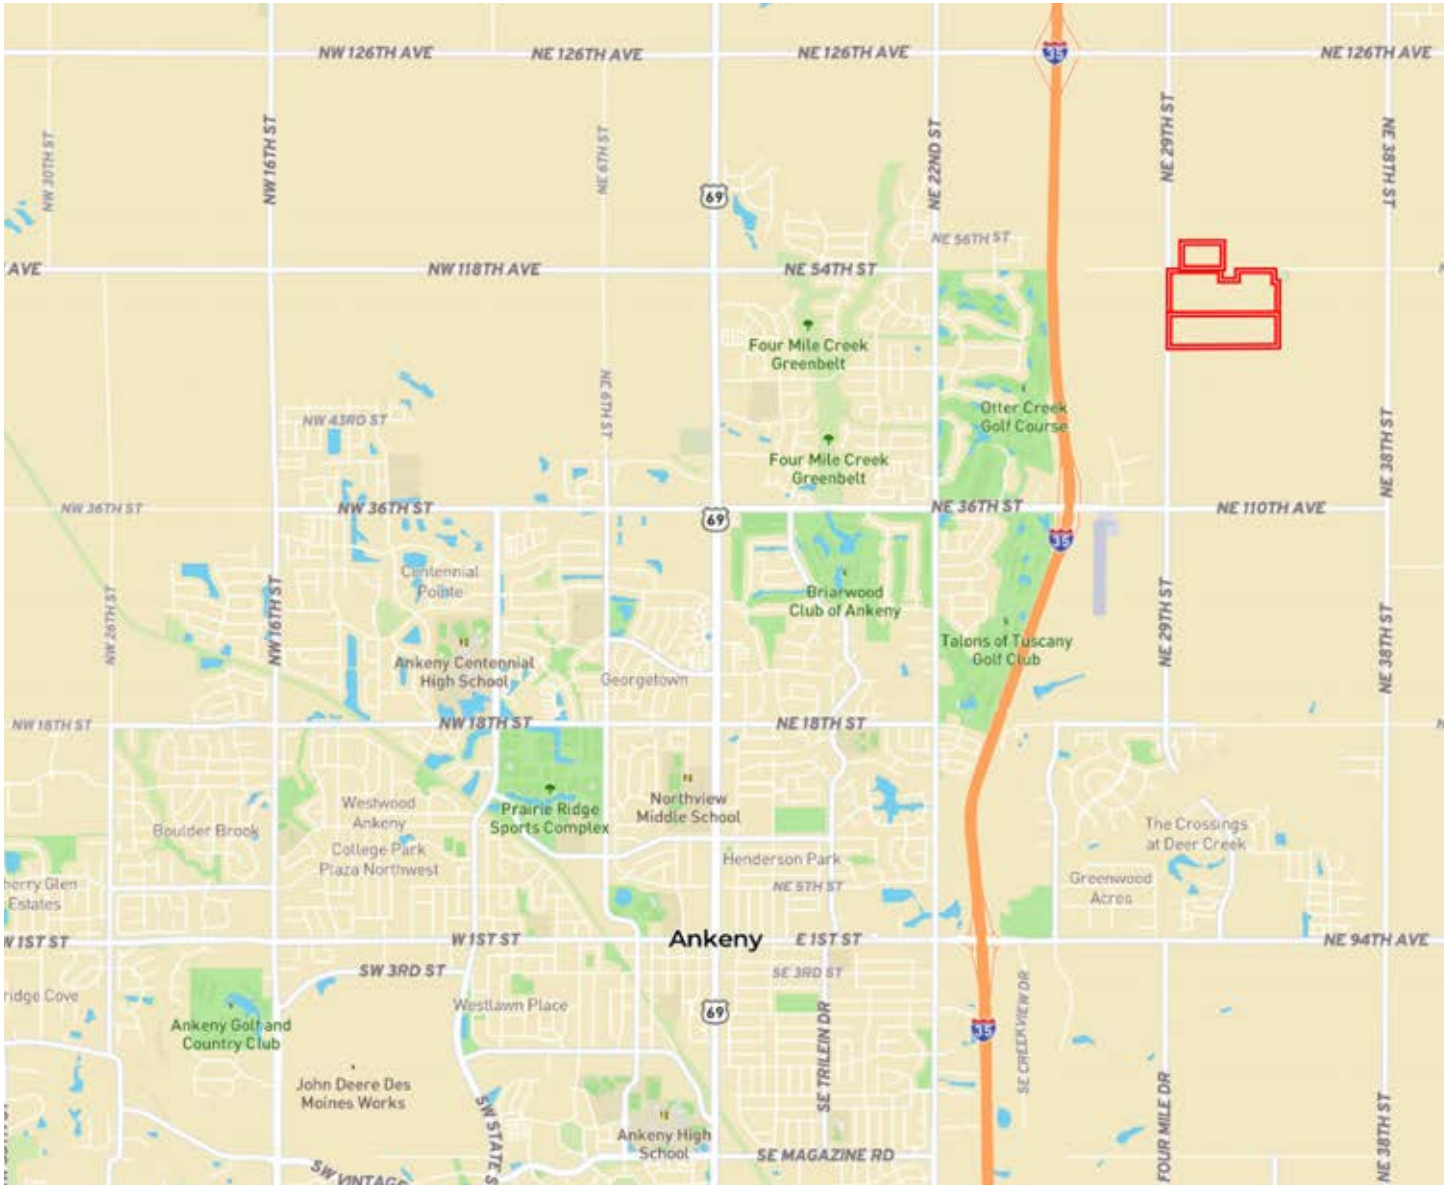 NW 126TH AVE
NE 126TH AVE
NE 126TH AVE
35
NE 126TH AVE
NW 30TH ST
NW 16TH ST
NE 6TH ST
NE 22ND ST
NE 29TH ST
NE 38TH ST
69
NE 56TH ST
AVE
NW 118TH AVE
NE 54TH ST
Four Mile Creek
Greenbelt
NE 6TH ST
Otter Creek
Golf Course
NW 43RD ST
NE 38TH ST
Four Mile Creek
Greenbelt
NW 36TH ST
NW 36TH ST
69
NE 36TH ST
NE 110TH AVE
35
Centennial
Pointe
Briarwood
Club of Ankeny
NW 26TH ST
NW 16TH ST
NE 29TH ST
NE 38TH ST
Ankeny Centennial
High School
Georgetown
Talons of Tuscany
Golf Club
NW 18TH ST
NW 18TH ST
NE 18TH ST
Prairie Ridge
Sports Complex
Northview
Middle School
Westwood
Ankeny
Boulder Brook
College Park
Plaza Northwest
The Crossings
at Deer Creek
Henderson Park
Greenwood
Acres
NE 5TH ST
herry Glen
Estates
W 1ST ST
W 1ST ST
Ankeny
E 1ST ST
NE 94TH AVE
SW 3RD ST
SE 3RD ST
ridge Cove
Westlawn Place
69
Ankeny Golf and
Country Club
35
SE CREEKVIEW DR
SE TRILEIN DR
John Deere Des
Moines Works
SW STATE S
FOUR MILE DR
NE 38TH ST
Ankeny High
School
SE MAGAZINE RD
SW VINTAGE